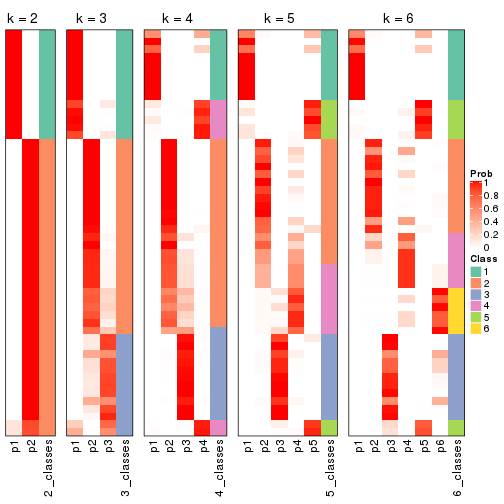 k = 2
k = 3
k = 4
k = 5
k = 6
p1
p2
2_classes
p1
p2
p3
3_classes
p1
p2
p3
p4
4_classes
p1
p2
p3
p4
p5
5_classes
p1
p2
p3
p4
p5
p6
6_classes
Prob
1
0.8
0.6
0.4
0.2
0
Class
1
2
3
4
5
6